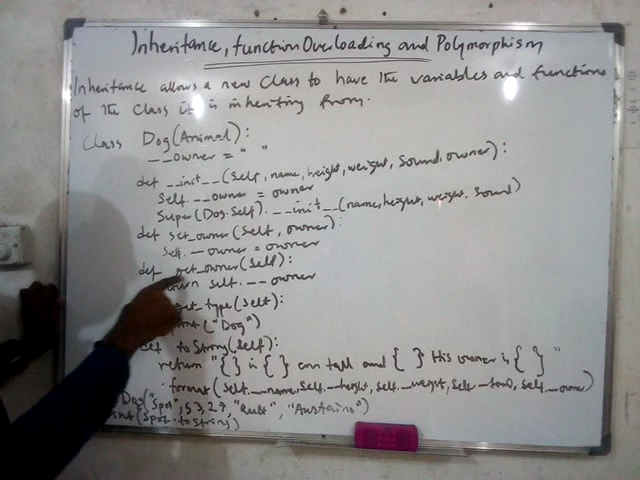 Inheritance, function Overloading and Polymorphism
Inheritance allows a new Class to have the variables and functions
of the class it is inheriting from.
Class Dog(Animal):
__owner = " "
def __init__(self, name, height, weight, Sound, owner):
Self.__owner = owner
Super(Dog.Self).__init__(name, height, weight, sound)
def set_owner(self, owner):
Self.__owner = owner
def get_owner(self):
self.__owner
get_type(self):
("Dog")
def toString(self):
return "{ } is { } cm tall and { } His owner is { } "
.format(self.__name, self.__height, self.__weight, self.__sound, self.__owner)
Dog("Spot", 53, 27, "Ruff",
(Spot.toString)